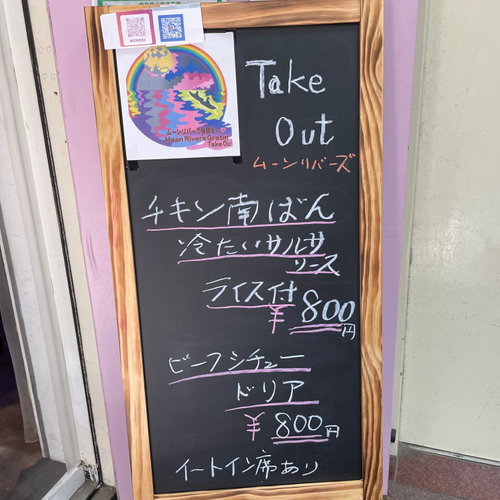 Take
Out
ムーンリバーズ
Moon River's Gratin
Take Out
チキン南ばん
冷たいサルサ
ソース
ライス付
¥800円
ビーフシチュー
ドリア
¥800円
イートイン席あり